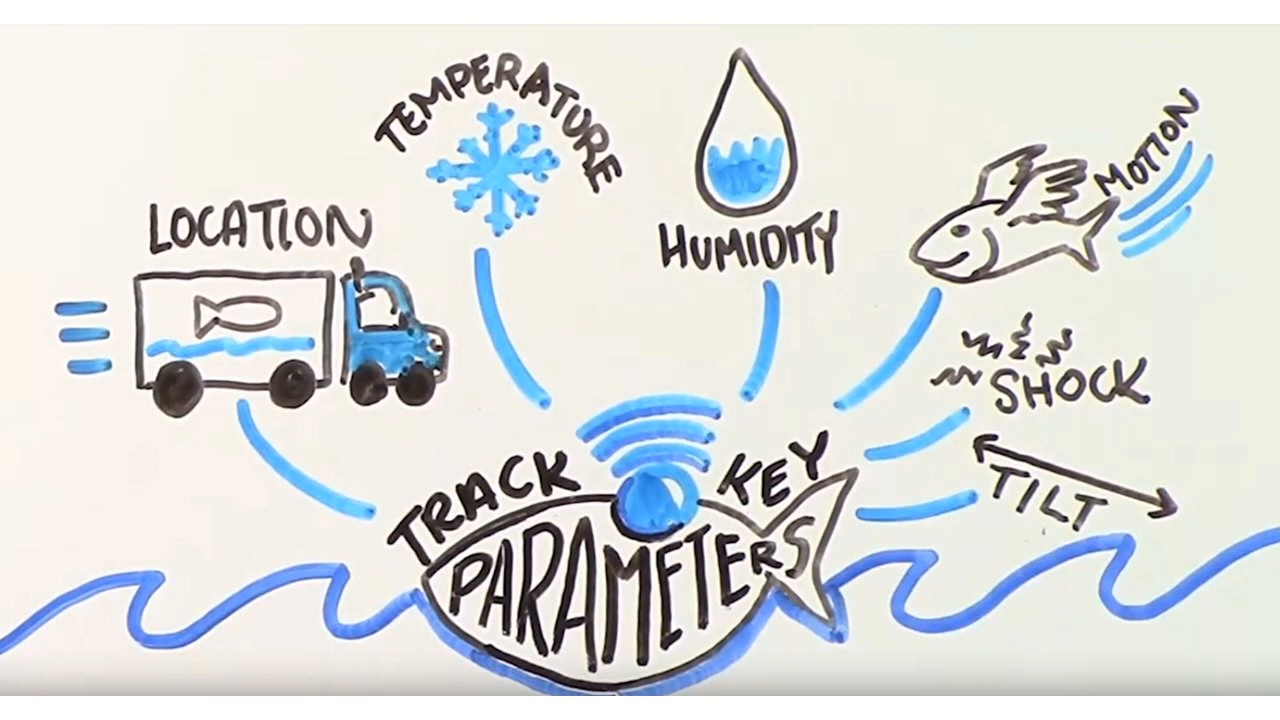 LOCATION
TEMPERATURE
HUMIDITY
MOTION
SHOCK
TILT
TRACK KEY
PARAMETERS